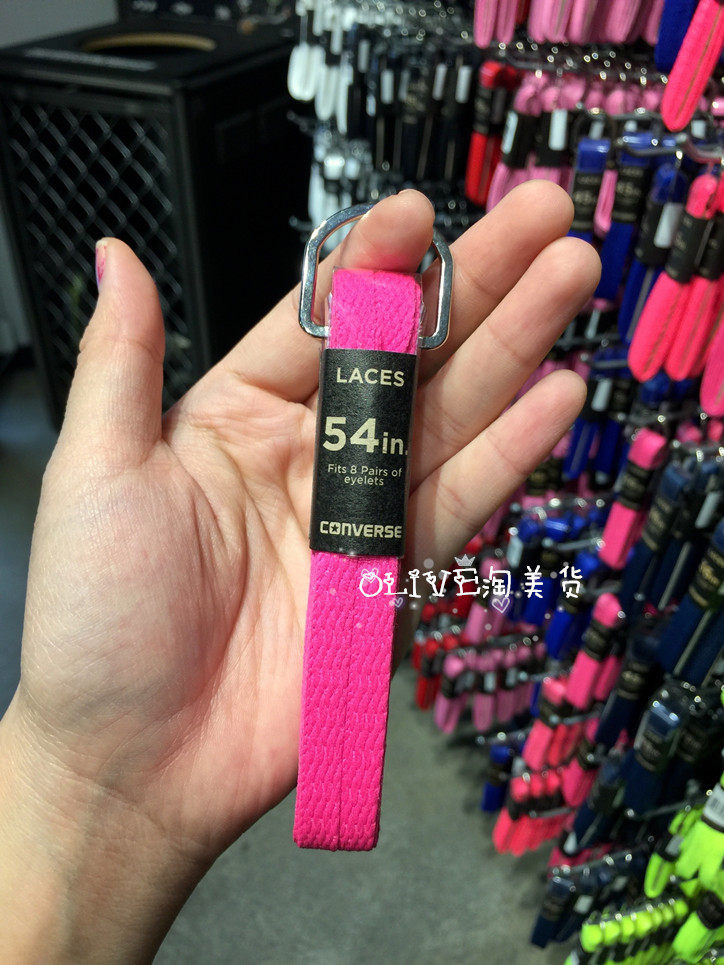 LACES
54in.
Fits 8 Pairs of
eyelets
CONVERSE
OLIVE淘美货